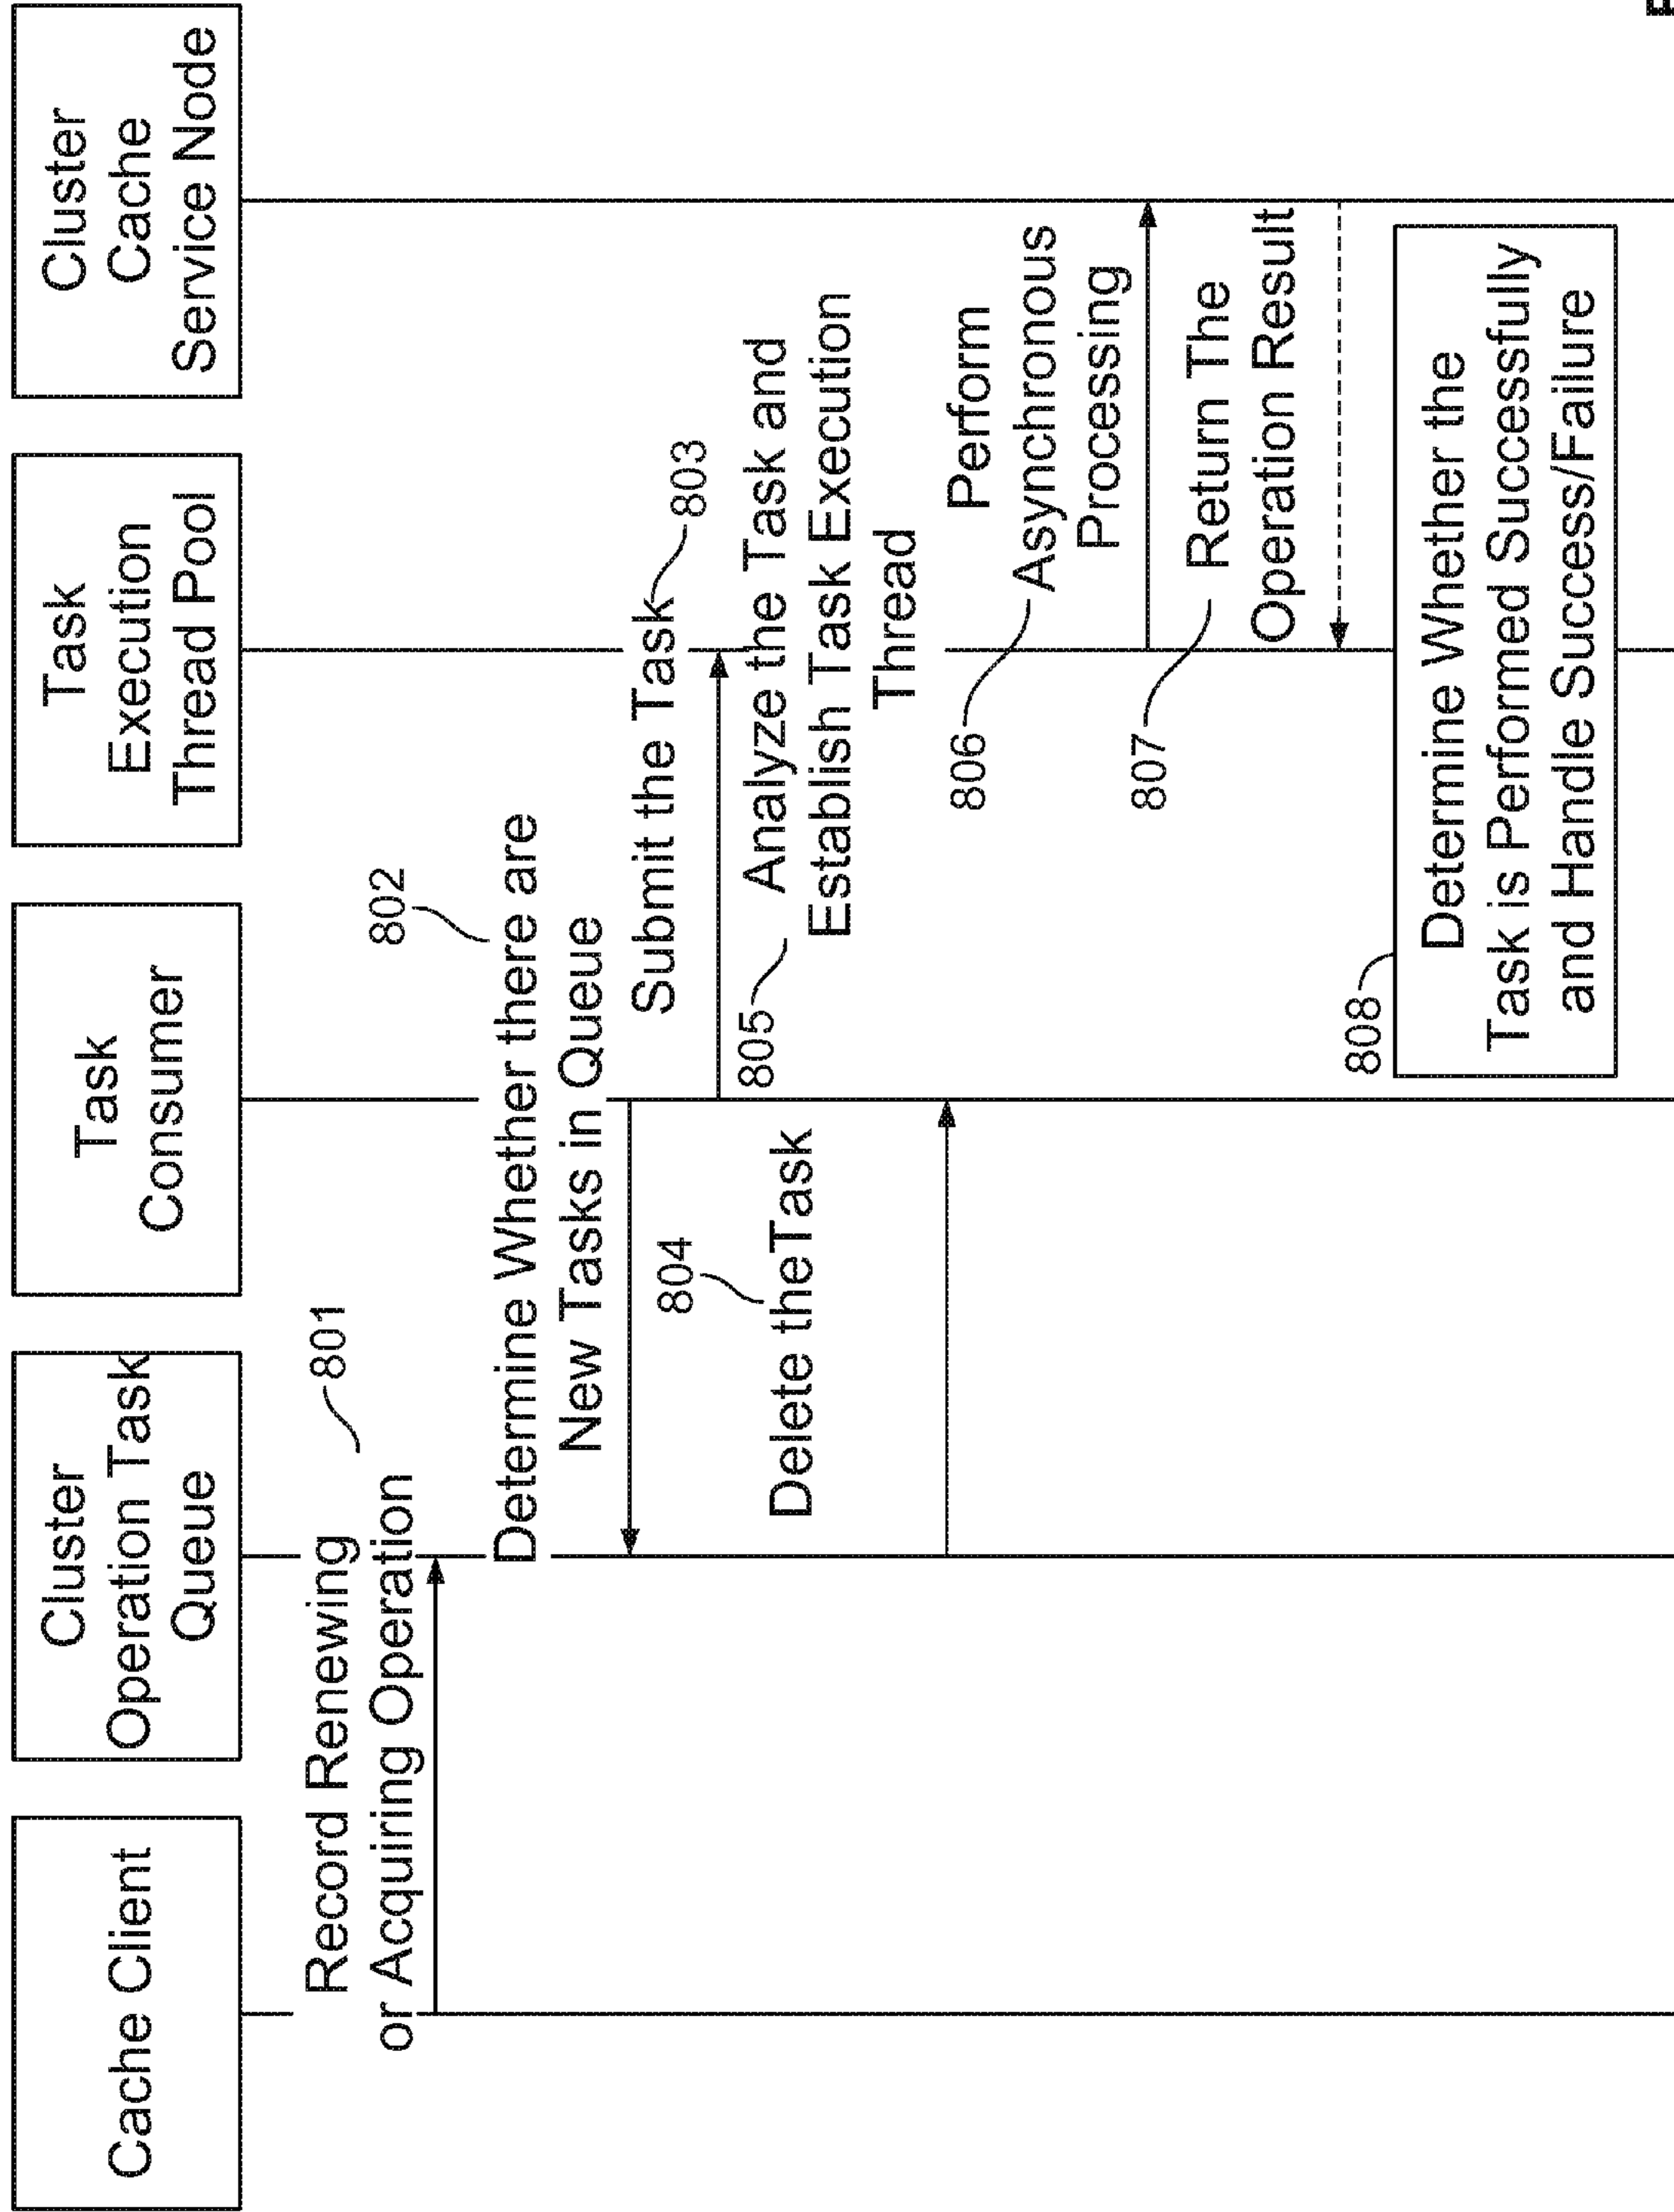 Cache Client
Cluster
Operation Task
Queue
Task
Consumer
Task
Execution
Thread Pool
Cluster
Cache
Service Node
Record Renewing
or Acquiring Operation
801
802
Determine Whether there are
New Tasks in Queue
Submit the Task
803
804
Delete theTask
805
Analyze the Task and
Establish Task Execution
Thread
806
Perform
Asynchronous
Processing
807
Return The
Operation Result
808
Determine Whether the
Task is Performed Successfully
and Handle Success/Failure